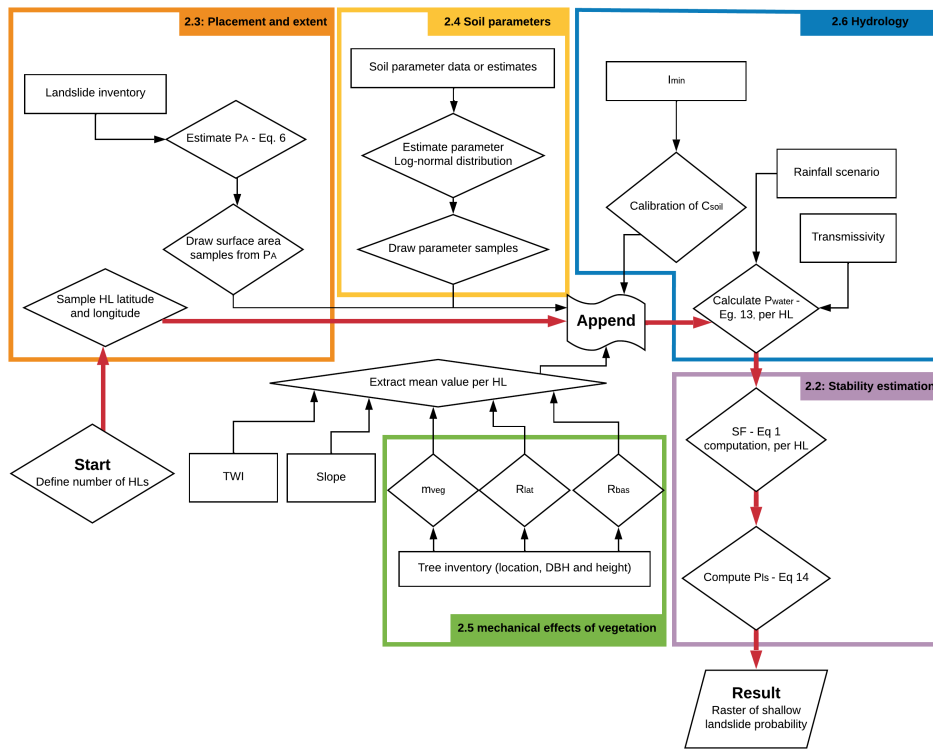 2.3: Placement and extent
Landslide inventory
Estimate PA - Eq. 6
Draw surface area
samples from PA
Sample HL latitude
and longitude
Start
Define number of HLs
2.4 Soil parameters
Soil parameter data or estimates
Estimate parameter
Log-normal distribution
Draw parameter samples
2.6 Hydrology
Imin
Calibration of Csoil
Rainfall scenario
Transmissivity
Append
Calculate Pwater -
Eg. 13, per HL
Extract mean value per HL
TWI
Slope
mveg
Rlat
Rbas
Tree inventory (location, DBH and height)
2.5 mechanical effects of vegetation
2.2: Stability estimation
SF - Eq 1
computation, per HL
Compute Pls - Eq 14
Result
Raster of shallow
landslide probability